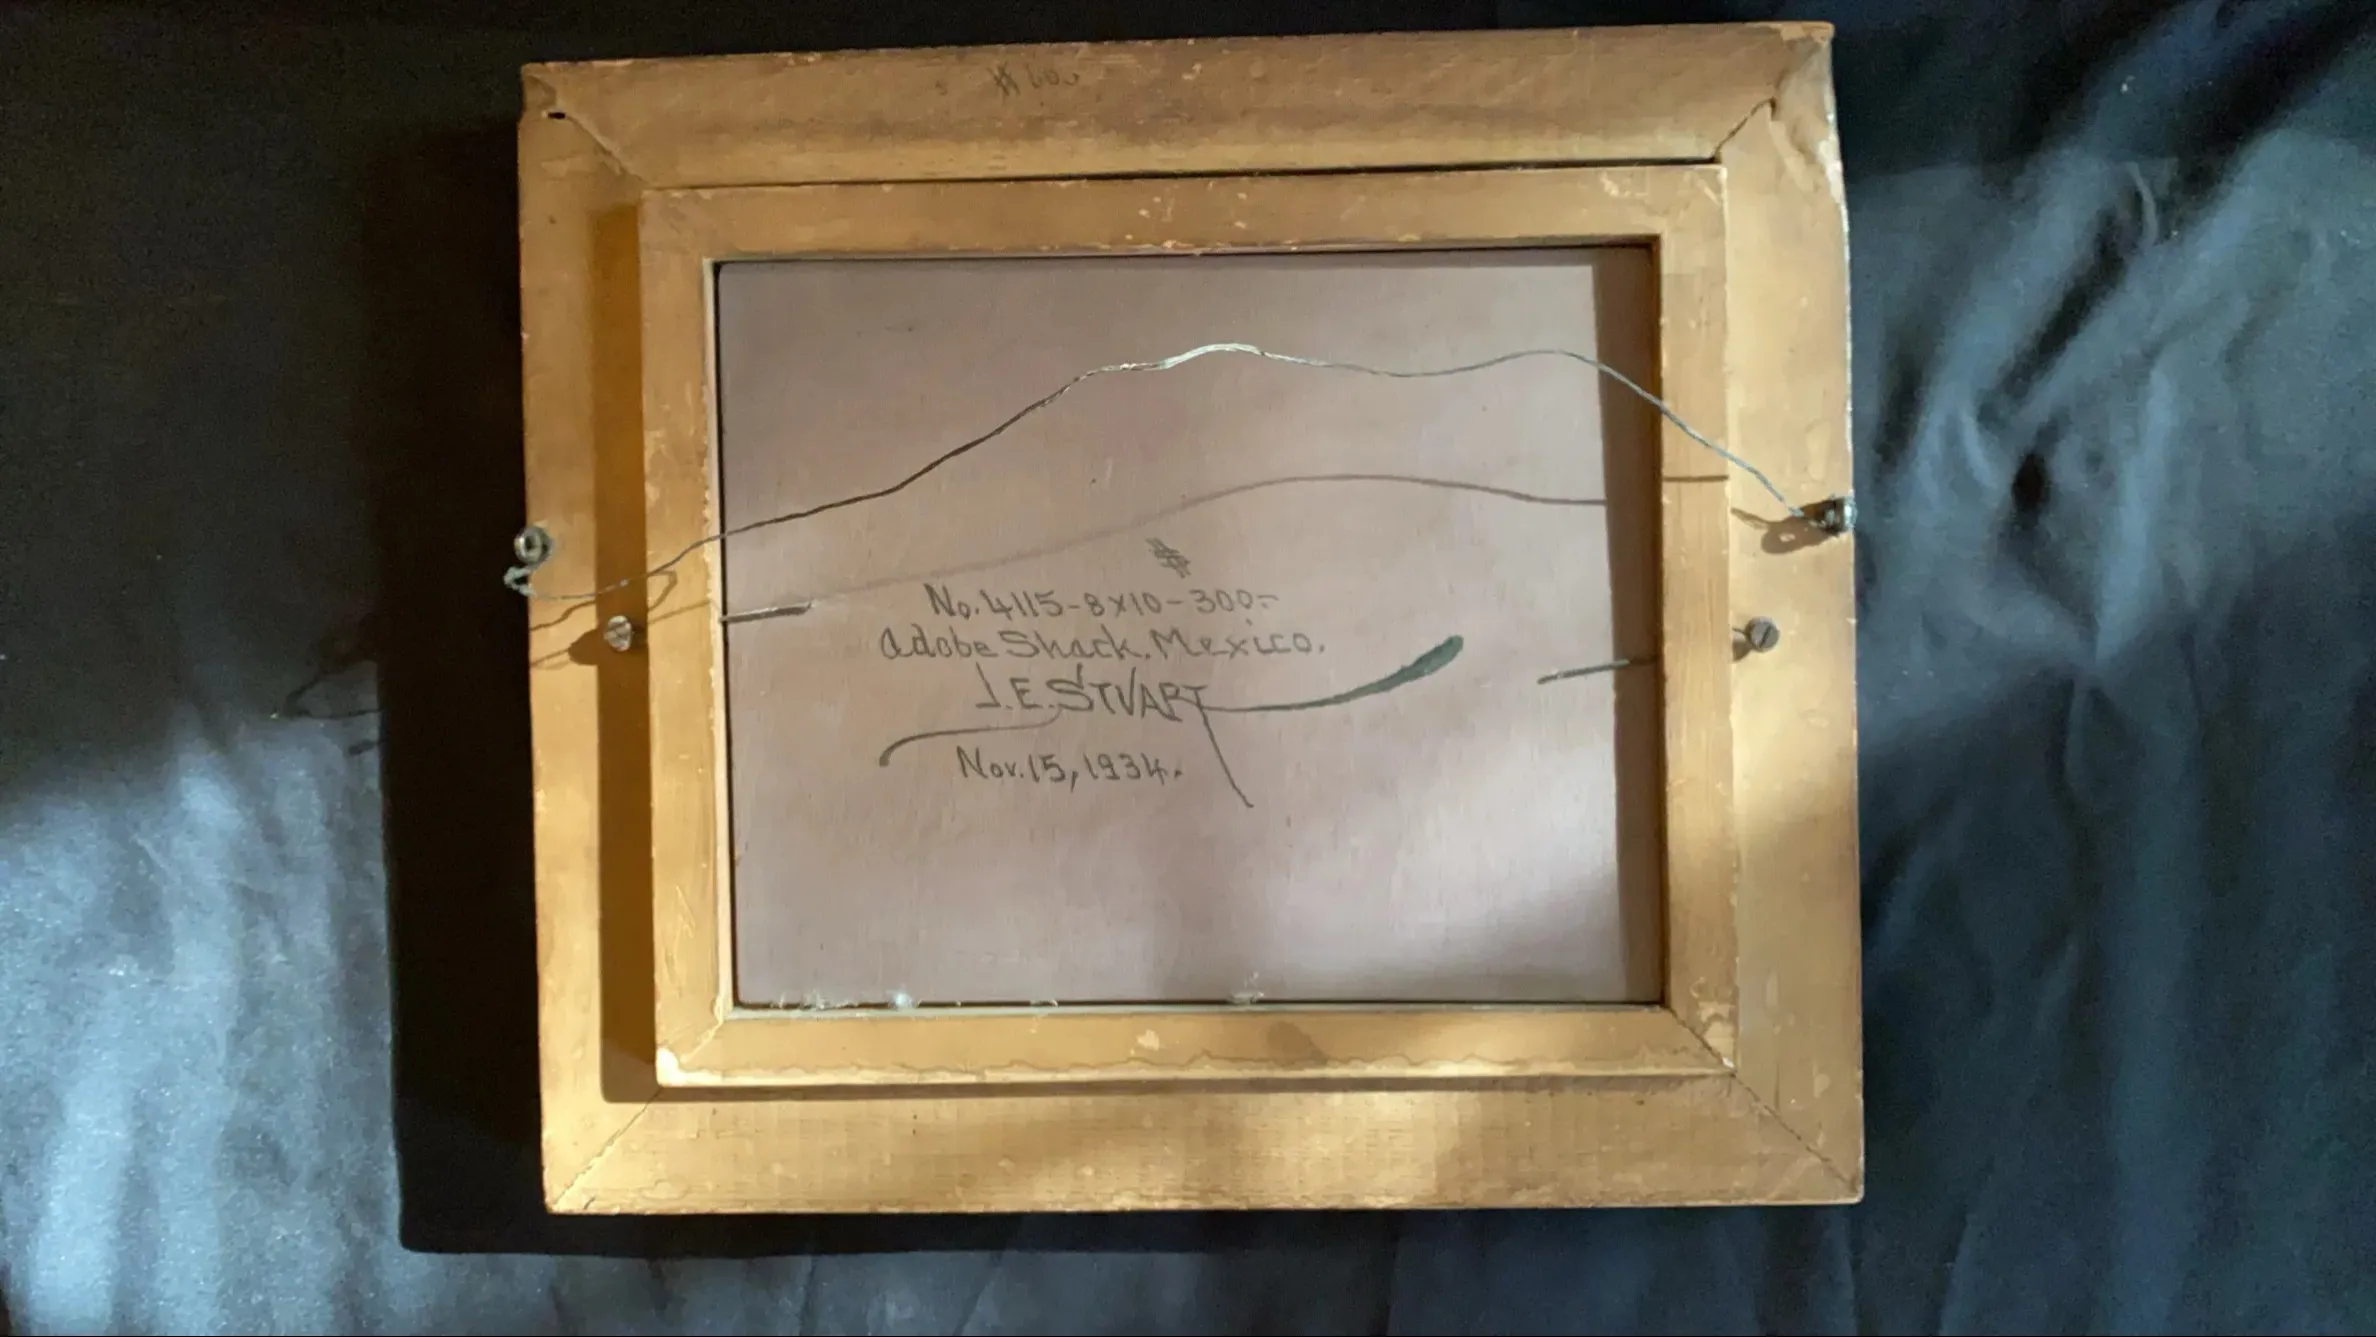 #
No. 4115-8x10-300.-
Adobe Shack. Mexico.
J.E. STUART
Nov. 15, 1934.